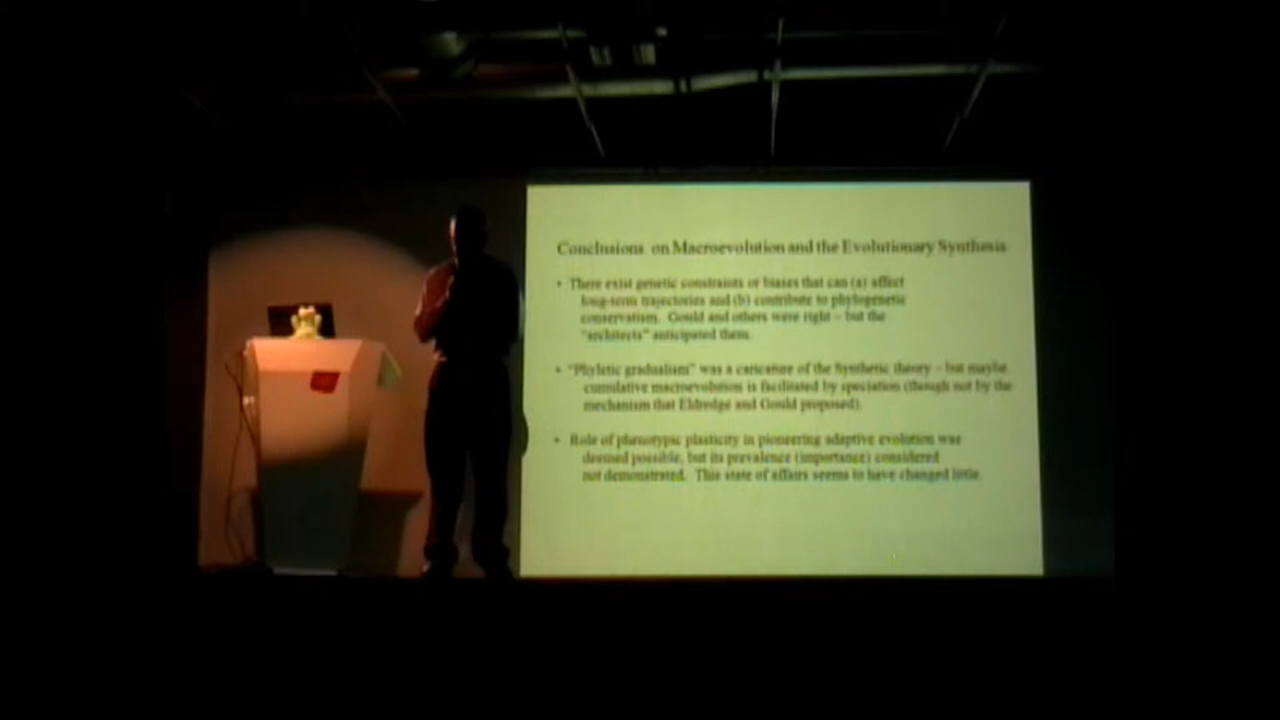 Conclusions on Macroevolution and the Evolutionary Synthesis
• There exist genetic constraints or biases that can (a) affect
long-term trajectories and (b) contribute to phylogenetic
conservatism. Gould and others were right – but the
"architects" anticipated them.
• "Phyletic gradualism" was a caricature of the Synthetic theory – but maybe
cumulative macroevolution is facilitated by speciation (though not by the
mechanism that Eldredge and Gould proposed).
• Role of phenotypic plasticity in pioneering adaptive evolution was
deemed possible, but its prevalence (importance) considered
not demonstrated. This state of affairs seems to have changed little.